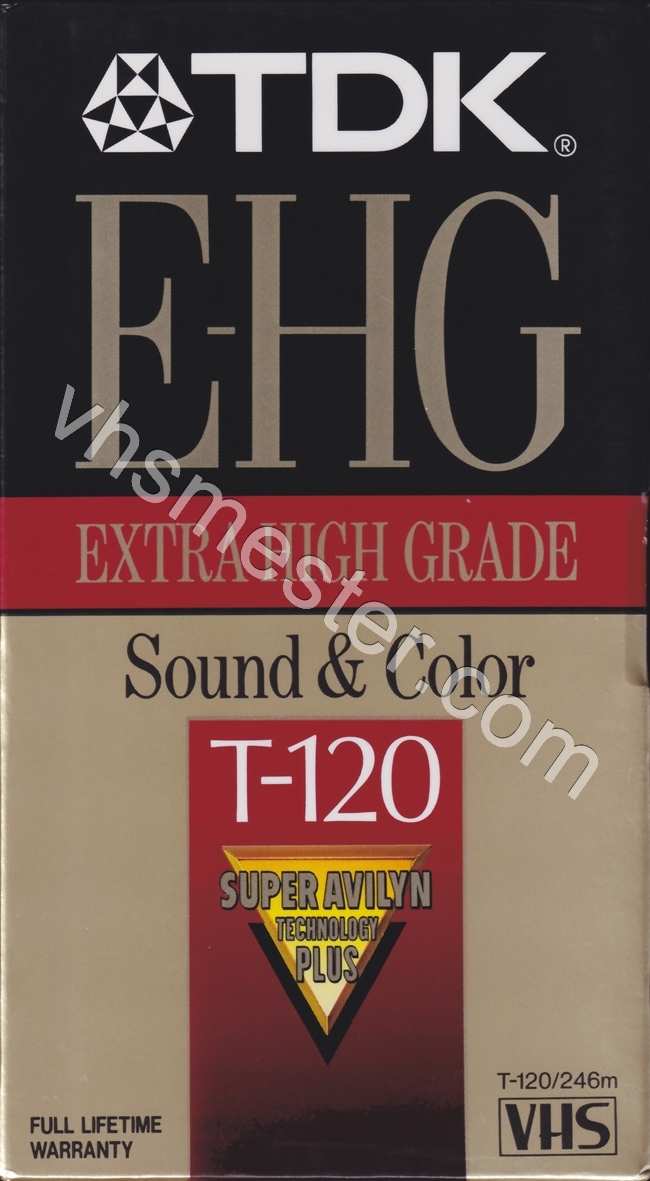 TDK®
E-HG
EXTRA HIGH GRADE
Sound & Color
T-120
SUPER AVILYN
TECHNOLOGY
PLUS
T-120/246m
VHS
FULL LIFETIME
WARRANTY
vhsmester.com